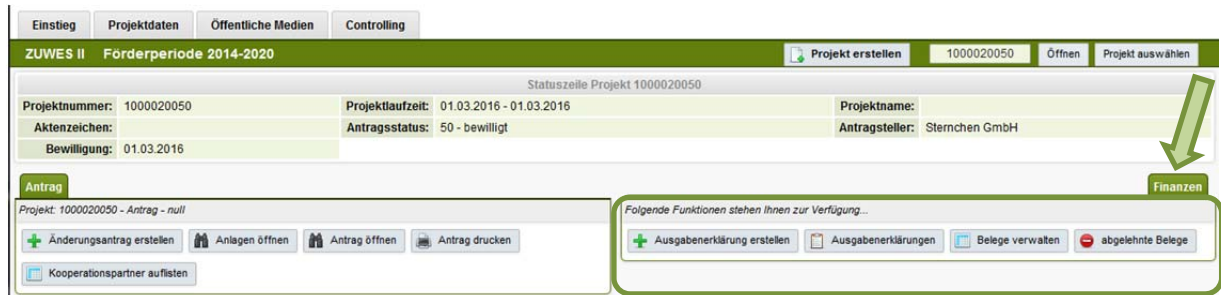 Einstieg Projektdaten Öffentliche Medien Controlling
ZUWES II Förderperiode 2014-2020 Projekt erstellen 1000020050 Öffnen Projekt auswählen
Statuszeile Projekt 1000020050
Projektnummer: 1000020050 Projektlaufzeit: 01.03.2016 - 01.03.2016 Projektname:
Aktenzeichen: Antragsstatus: 50 - bewilligt Antragsteller: Sternchen GmbH
Bewilligung: 01.03.2016
Antrag Finanzen
Projekt: 1000020050 - Antrag - null
Änderungsantrag erstellen Anlagen öffnen Antrag öffnen Antrag drucken
Kooperationspartner auflisten
Folgende Funktionen stehen Ihnen zur Verfügung...
Ausgabenerklärung erstellen Ausgabenerklärungen Belege verwalten abgelehnte Belege